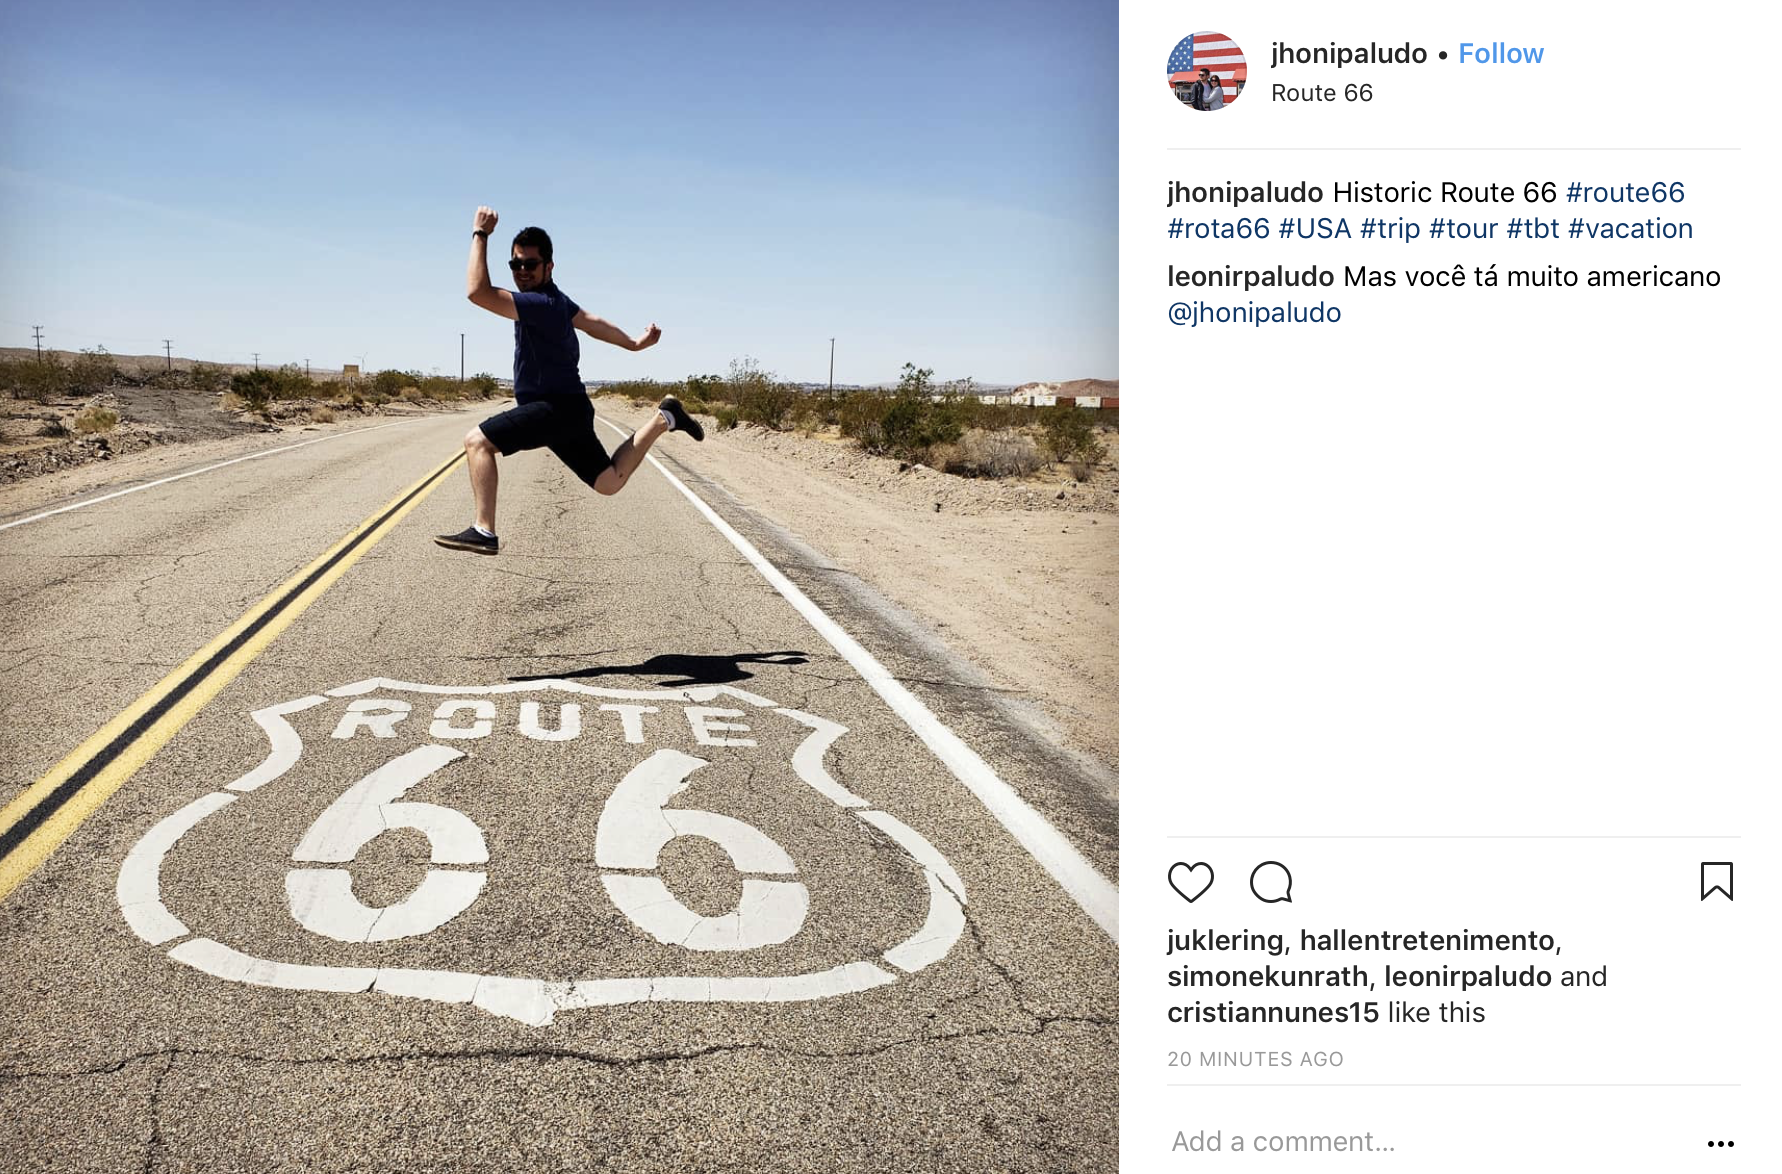 ROUTE
66
jhonipaludo • Follow
Route 66
jhonipaludo Historic Route 66 #route66
#rota66 #USA #trip #tour #tbt #vacation
leonirpaludo Mas você tá muito americano
@jhonipaludo
juklering, hallentretenimento,
simonekunrath, leonirpaludo and
cristiannunes15 like this
20 MINUTES AGO
Add a comment...